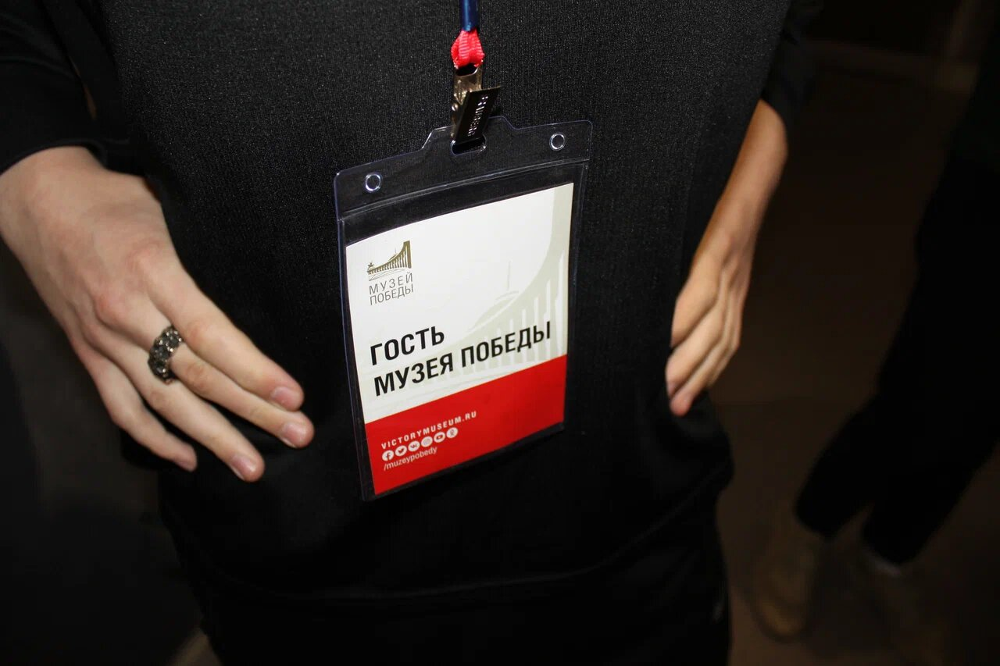 МУЗЕЙ
ПОБЕДЫ
ГОСТЬ
МУЗЕЯ ПОБЕДЫ
VICTORYMUSEUM.RU
/muzeypobedy